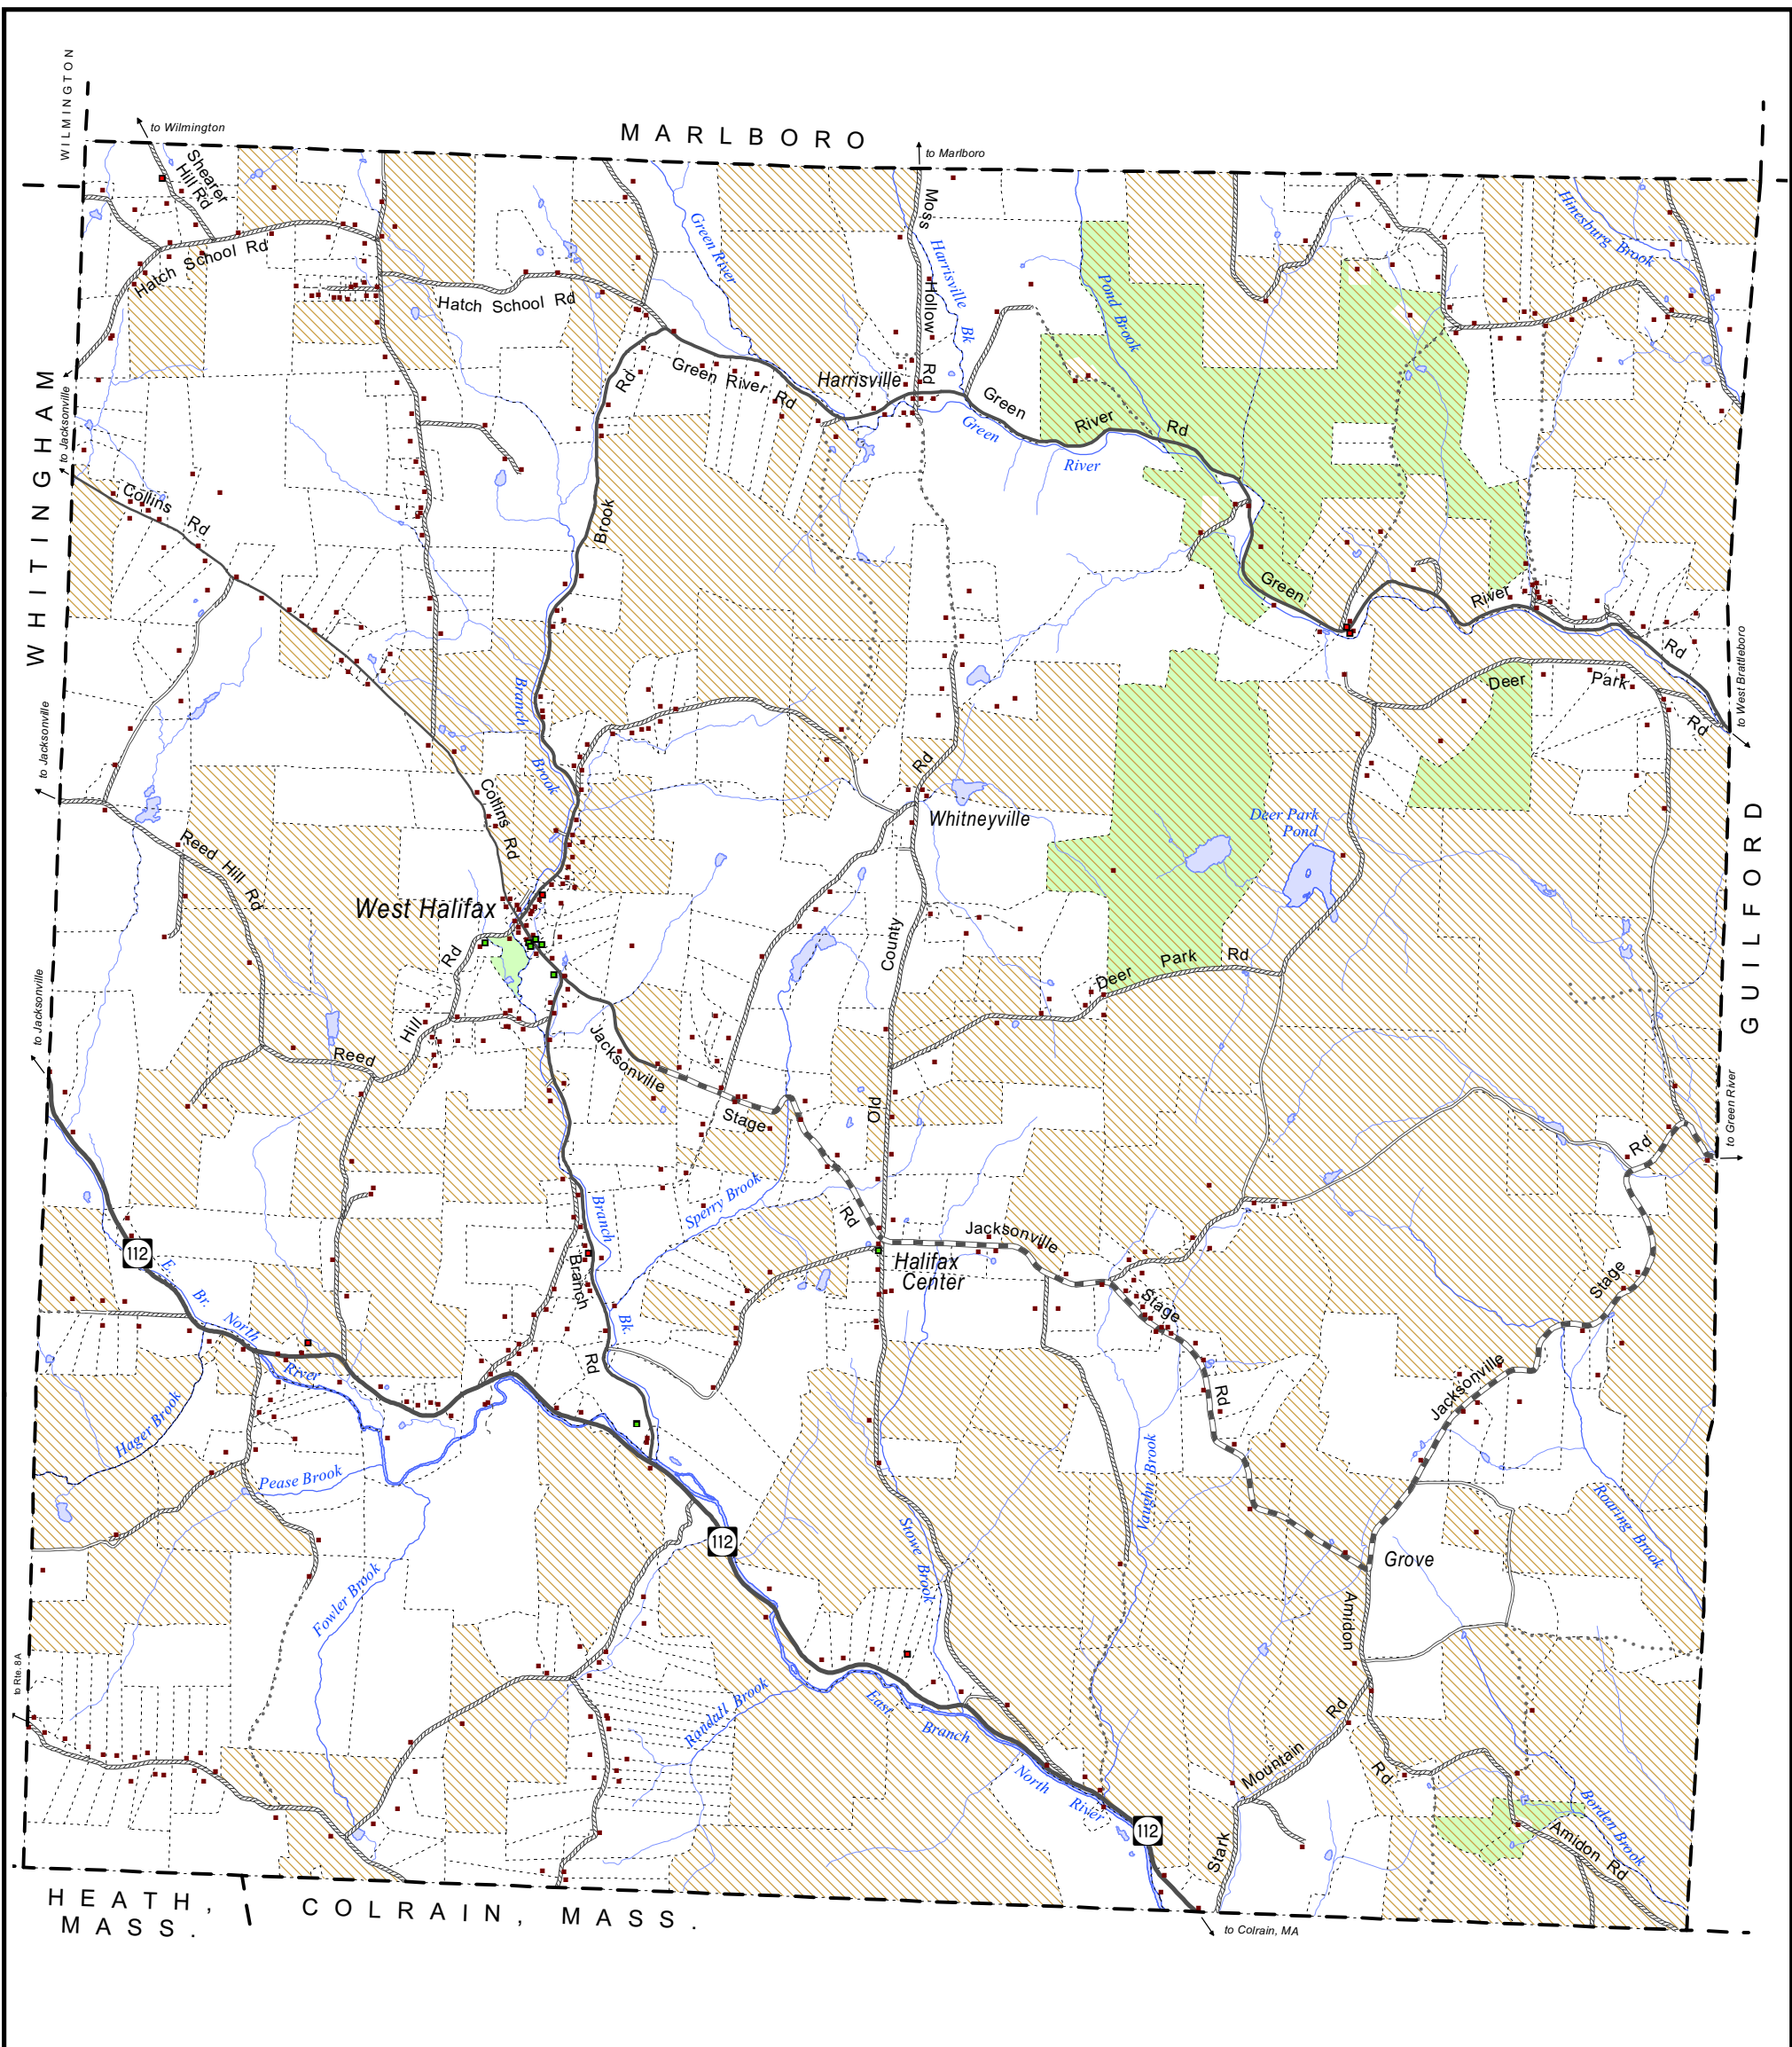 WILMINGTON
to Wilmington
MARLBORO
to Marlboro
Shearer
Hill Rd
Hatch School Rd
Hatch School Rd
Green River
Moss
Hollow
Rd
Harrisville
Bk
Pond Brook
Hinesburg Brook
WHITINGHAM
to Jacksonville
Green River Rd
Harrisville
Green
River
Rd
Green
River
Rd
Brook
Collins
Rd
Green
River
Rd
to West Brattleboro
Deer
Park
Rd
Branch
Brook
to Jacksonville
Collins Rd
Rd
Whitneyville
Deer Park
Pond
GUILFORD
Reed Hill Rd
West Halifax
Rd
Hill
Reed
County
Old
Deer
Park
Rd
to Jacksonville
Jacksonville
Stage
Rd
to Green River
Rd
Sperry Brook
Branch
Bk.
Branch
Rd
Jacksonville
Halifax
Center
Stage
Rd
Stage
Jacksonville
112
E.
Br.
North
River
Hager Brook
Pease Brook
Fowler Brook
112
Stowe Brook
Vaughn Brook
Roaring Brook
Grove
Amidon
Rd
to Rte. 8A
Randall Brook
East
Branch
North
River
112
Rd
Mountain
Stark
Borden Brook
Amidon Rd
HEATH,
MASS.
COLRAIN, MASS.
to Colrain, MA